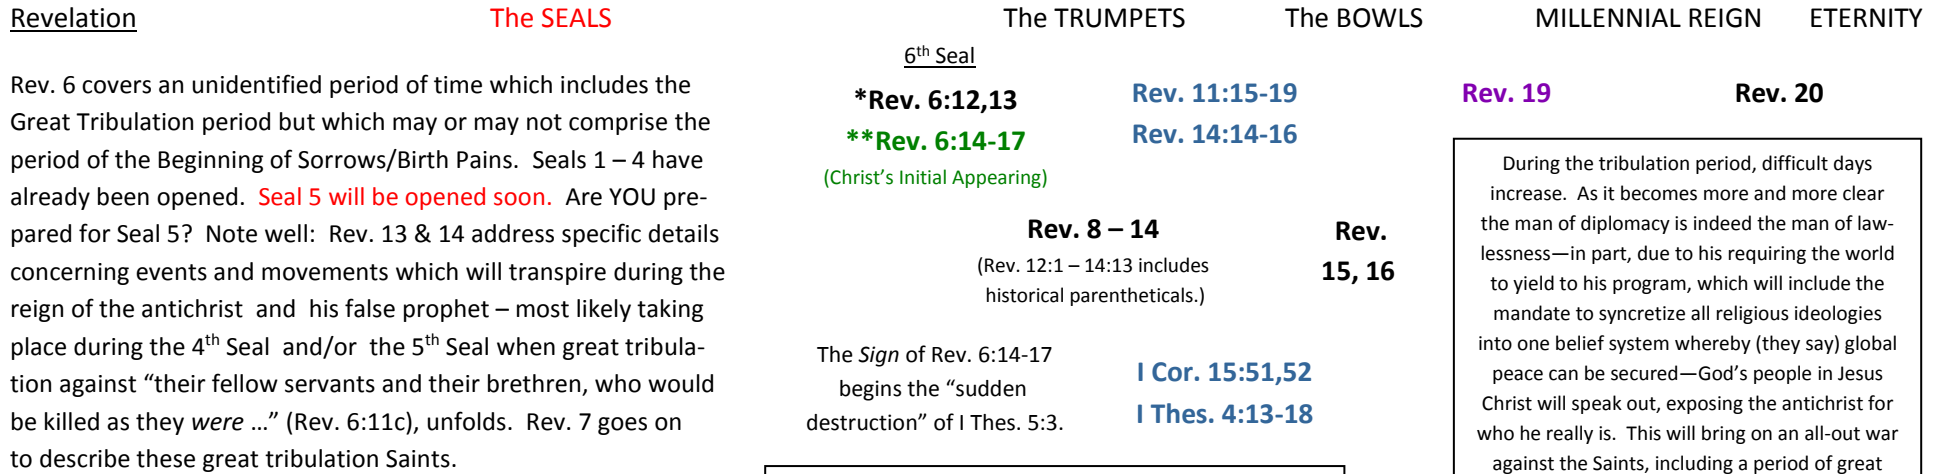 Revelation The SEALS The TRUMPETS The BOWLS MILLENNIAL REIGN ETERNITY
Rev. 6 covers an unidentified period of time which includes the
Great Tribulation period but which may or may not comprise the
period of the Beginning of Sorrows/Birth Pains. Seals 1 – 4 have
already been opened. Seal 5 will be opened soon. Are YOU pre-
pared for Seal 5? Note well: Rev. 13 & 14 address specific details
concerning events and movements which will transpire during the
reign of the antichrist and his false prophet – most likely taking
place during the 4th Seal and/or the 5th Seal when great tribula-
tion against “their fellow servants and their brethren, who would
be killed as they were …” (Rev. 6:11c), unfolds. Rev. 7 goes on
to describe these great tribulation Saints.
6th Seal
*Rev. 6:12,13
**Rev. 6:14-17
(Christ’s Initial Appearing)
Rev. 11:15-19
Rev. 14:14-16
Rev. 8 – 14
(Rev. 12:1 – 14:13 includes
historical parentheticals.)
Rev.
15, 16
The Sign of Rev. 6:14-17
begins the “sudden
destruction” of I Thes. 5:3.
I Cor. 15:51,52
I Thes. 4:13-18
Rev. 19 Rev. 20
During the tribulation period, difficult days
increase. As it becomes more and more clear
the man of diplomacy is indeed the man of law-
lessness—in part, due to his requiring the world
to yield to his program, which will include the
mandate to syncretize all religious ideologies
into one belief system whereby (they say) global
peace can be secured—God’s people in Jesus
Christ will speak out, exposing the antichrist for
who he really is. This will bring on an all-out war
against the Saints, including a period of great